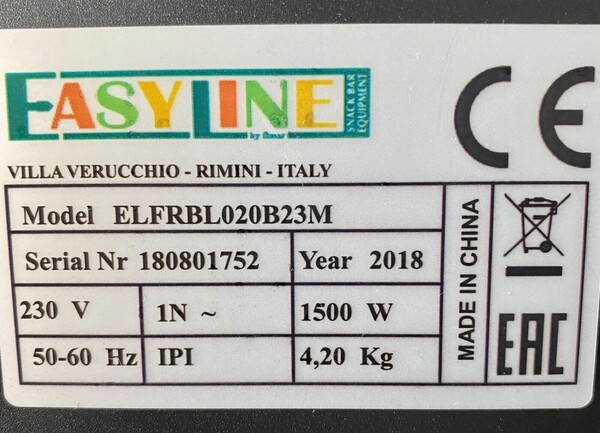 EASYLINE
by fimar
SNACK BAR
EQUIPMENT
CE
VILLA VERUCCHIO - RIMINI - ITALY
Model ELFRBL020B23M
Serial Nr 180801752 Year 2018
230 V 1N ~ 1500 W
50-60 Hz IPI 4,20 Kg
MADE IN CHINA
EAC